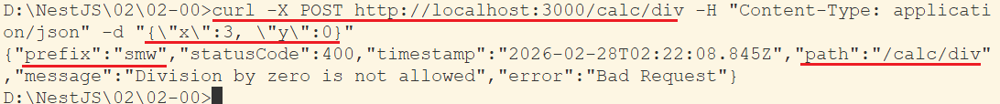 D:\NestJS\02\02-00>curl -X POST http://localhost:3000/calc/div -H "Content-Type: applicati
on/json" -d "{\"x\":3, \"y\":0}"
{"prefix":"smw","statusCode":400,"timestamp":"2026-02-28T02:22:08.845Z","path":"/calc/div"
,"message":"Division by zero is not allowed","error":"Bad Request"}
D:\NestJS\02\02-00>